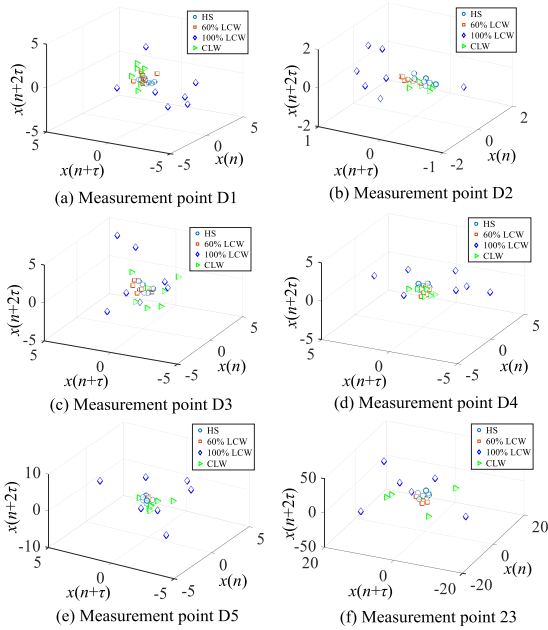 HS
60% LCW
100% LCW
CLW
5
0
-5
x(n+2τ)
5
0
-5
x(n+τ)
-5
0
5
x(n)
(a) Measurement point D1
HS
60% LCW
100% LCW
CLW
2
0
-2
x(n+2τ)
1
0
-1
x(n+τ)
-2
0
2
x(n)
(b) Measurement point D2
HS
60% LCW
100% LCW
CLW
5
0
-5
x(n+2τ)
5
0
-5
x(n+τ)
-5
0
5
x(n)
(c) Measurement point D3
HS
60% LCW
100% LCW
CLW
5
0
-5
x(n+2τ)
5
0
-5
x(n+τ)
-5
0
5
x(n)
(d) Measurement point D4
HS
60% LCW
100% LCW
CLW
10
0
-10
x(n+2τ)
5
0
-5
x(n+τ)
-5
0
5
x(n)
(e) Measurement point D5
HS
60% LCW
100% LCW
CLW
50
0
-50
x(n+2τ)
20
0
-20
x(n+τ)
-20
0
20
x(n)
(f) Measurement point 23